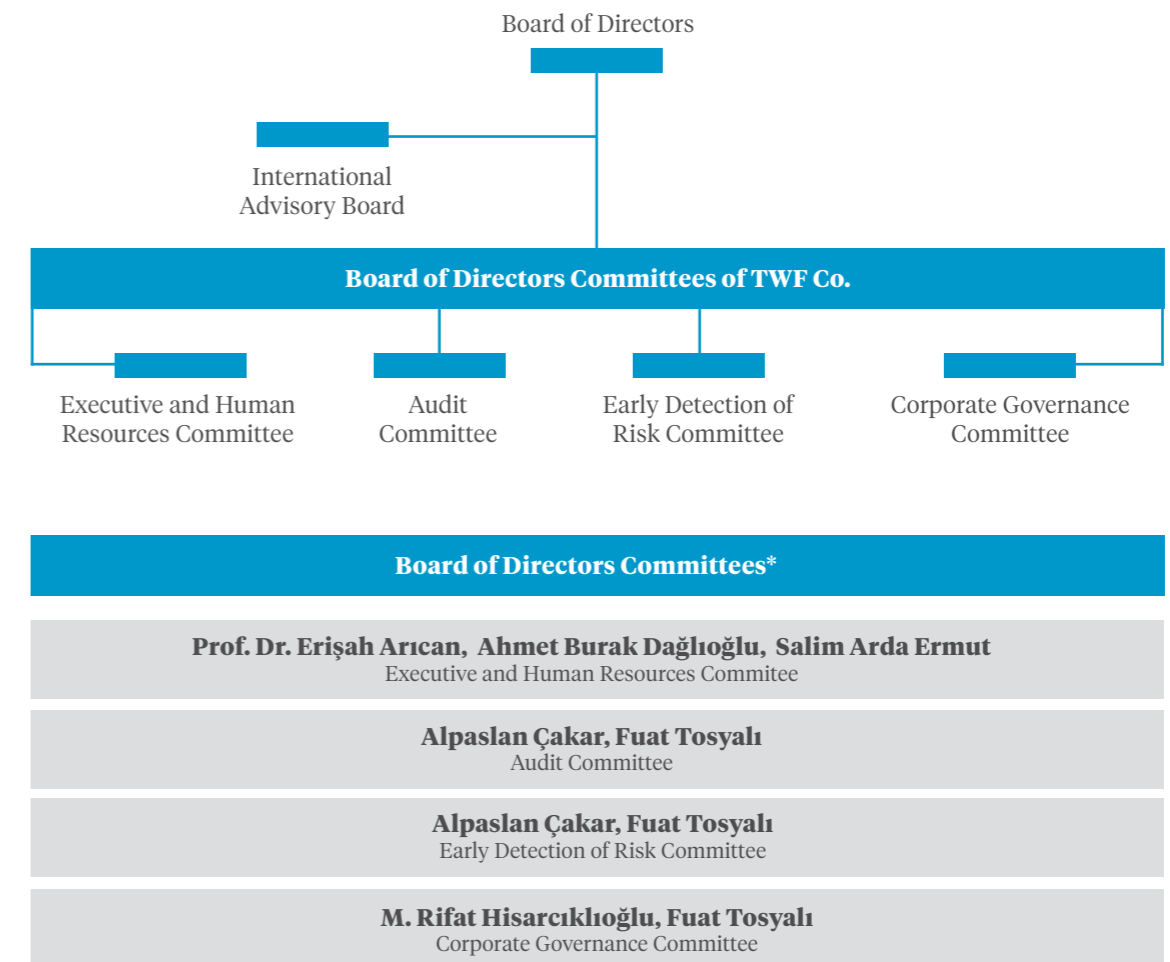 Board of Directors
International
Advisory Board
Board of Directors Committees of TWF Co.
Executive and Human
Resources Committee
Audit
Committee
Early Detection of
Risk Committee
Corporate Governance
Committee
Board of Directors Committees*
Prof. Dr. Erişah Arıcan, Ahmet Burak Dağlıoğlu, Salim Arda Ermut
Executive and Human Resources Commitee
Alpaslan Çakar, Fuat Tosyalı
Audit Committee
Alpaslan Çakar, Fuat Tosyalı
Early Detection of Risk Committee
M. Rifat Hisarcıklıoğlu, Fuat Tosyalı
Corporate Governance Committee